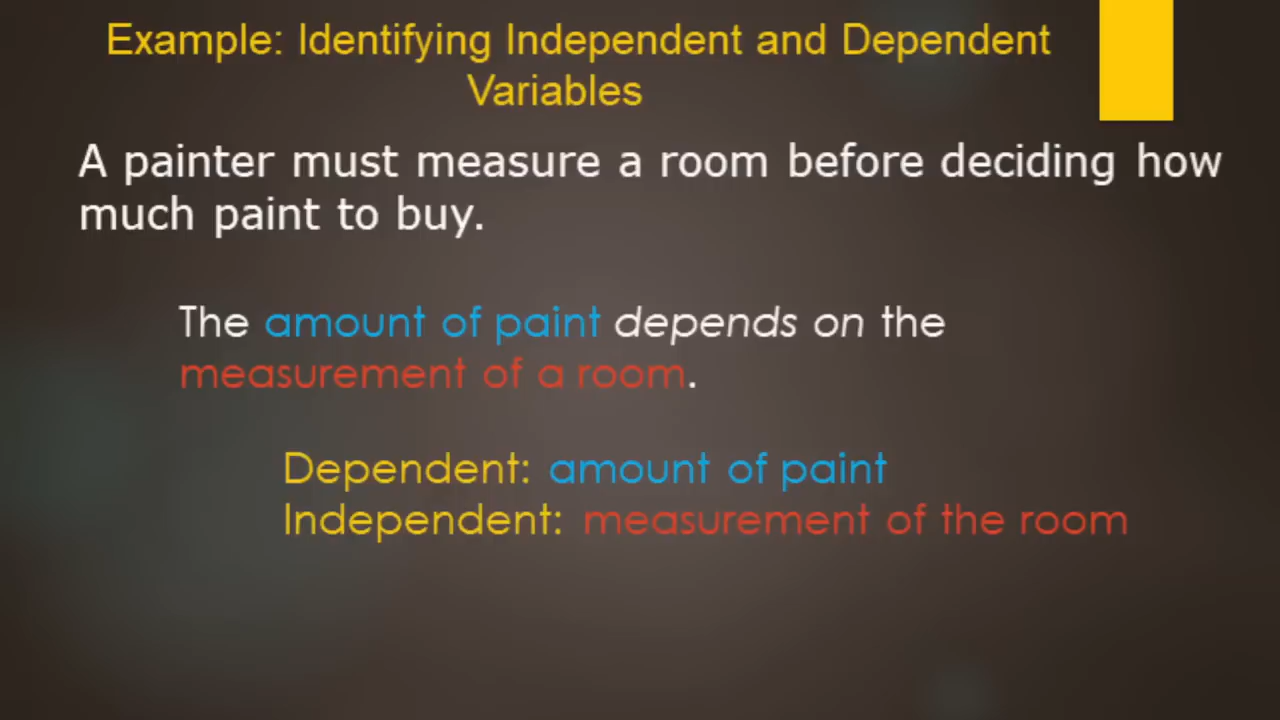 Example: Identifying Independent and Dependent
Variables
A painter must measure a room before deciding how
much paint to buy.
The amount of paint depends on the
measurement of a room.
Dependent: amount of paint
Independent: measurement of the room